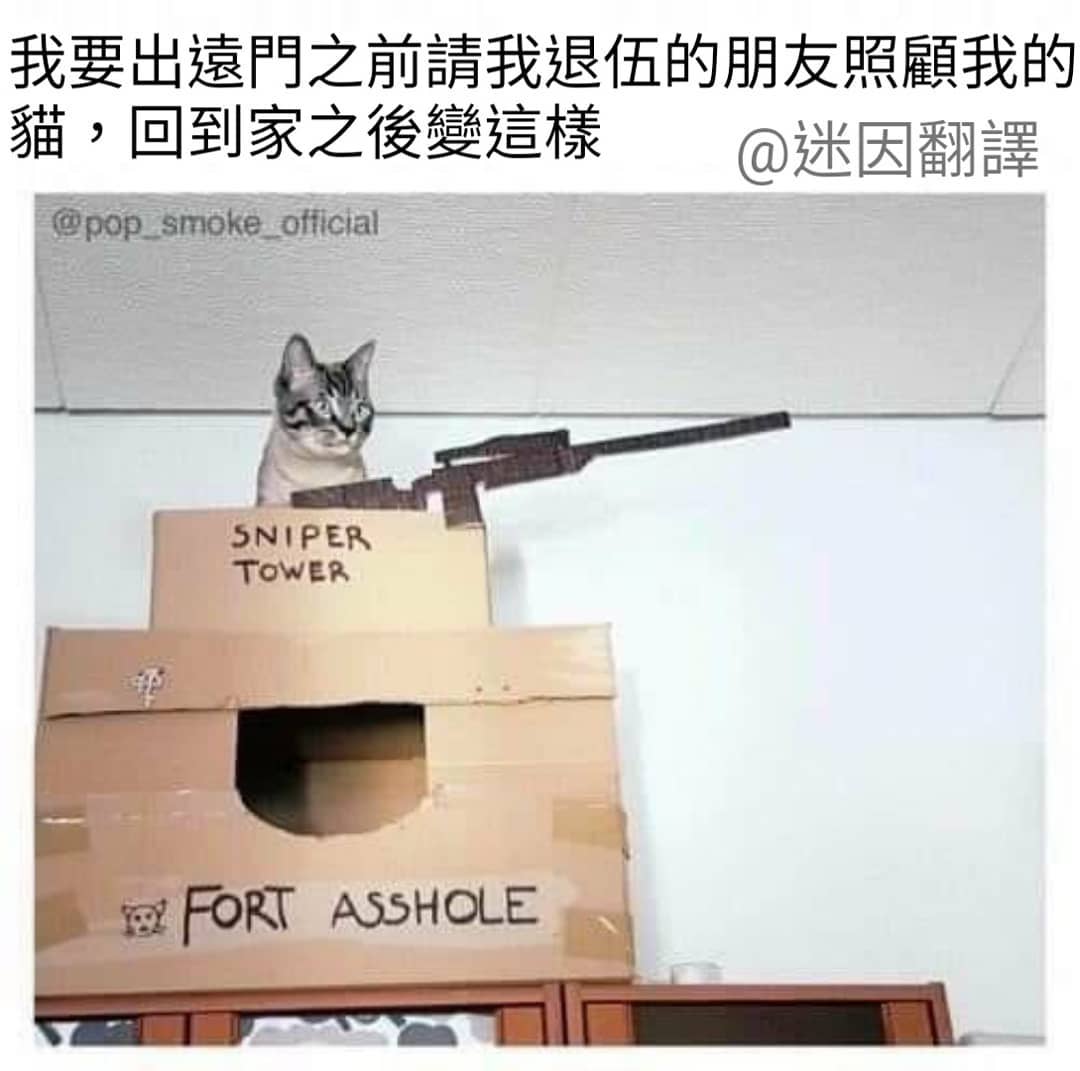 我要出遠門之前請我退伍的朋友照顧我的
貓，回到家之後變這樣
@迷因翻譯
@pop_smoke_official
SNIPER
TOWER
FORT ASSHOLE